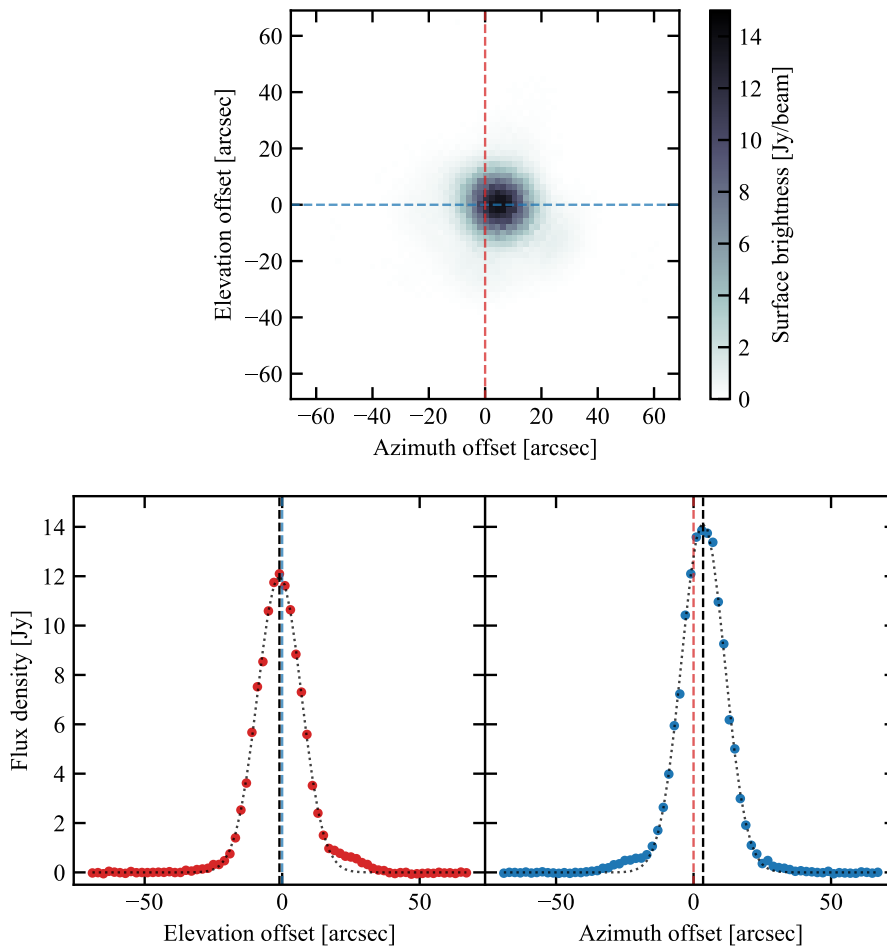 60
40
20
0
−20
−40
−60
Elevation offset [arcsec]
−60 −40 −20 0 20 40 60
Azimuth offset [arcsec]
14
12
10
8
6
4
2
0
Surface brightness [Jy/beam]
14
12
10
8
6
4
2
0
Flux density [Jy]
−50 0 50
Elevation offset [arcsec]
−50 0 50
Azimuth offset [arcsec]